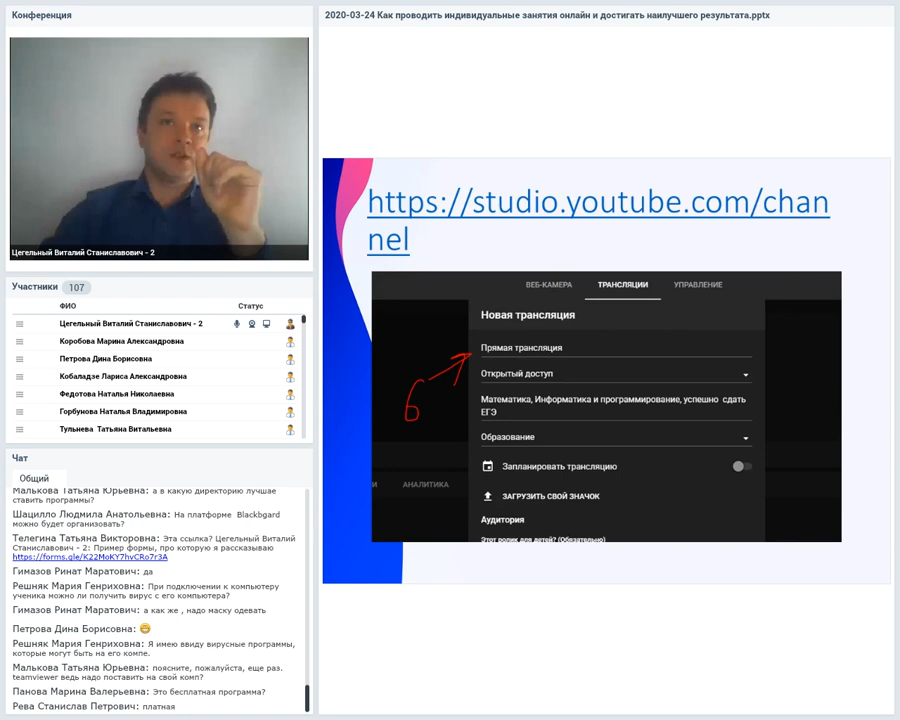 Конференция
Цегельный Виталий Станиславович - 2
Участники 107
ФИО Статус
Цегельный Виталий Станиславович - 2
Коробова Марина Александровна
Петрова Дина Борисовна
Кобаладзе Лариса Александровна
Федотова Наталья Николаевна
Горбунова Наталья Владимировна
Тульнева Татьяна Витальевна
Чат
Общий
Малькова Татьяна Юрьевна: а в какую директорию лучшее
ставить программы?
Шацилло Людмила Анатольевна: На платформе Blackbgard
можно будет организовать?
Телегина Татьяна Викторовна: Эта ссылка? Цегельный Виталий
Станиславович - 2: Пример формы, про которую я рассказываю
https://forms.gle/K22MoKY7hvCRo7r3A
Гимазов Ринат Маратович: да
Решняк Мария Генриховна: При подключении к компьютеру
ученика можно ли получить вирус с его компьютера?
Гимазов Ринат Маратович: а как же , надо маску одевать
Петрова Дина Борисовна:
Решняк Мария Генриховна: Я имею ввиду вирусные программы,
которые могут быть на его компе.
Малькова Татьяна Юрьевна: поясните, пожалуйста, еще раз.
teamviewer ведь надо поставить на свой комп?
Панова Марина Валерьевна: Это бесплатная программа?
Рева Станислав Петрович: платная
2020-03-24 Как проводить индивидуальные занятия онлайн и достигать наилучшего результата.pptx
https://studio.youtube.com/chan
nel
ВЕБ-КАМЕРА ТРАНСЛЯЦИИ УПРАВЛЕНИЕ
Новая трансляция
Прямая трансляция
Открытый доступ
6
Математика, Информатика и программирование, успешно сдать
ЕГЭ
Образование
Запланировать трансляцию
И АНАЛИТИКА
ЗАГРУЗИТЬ СВОЙ ЗНАЧОК
Аудитория
Этот ролик для детей? (Обязательно)